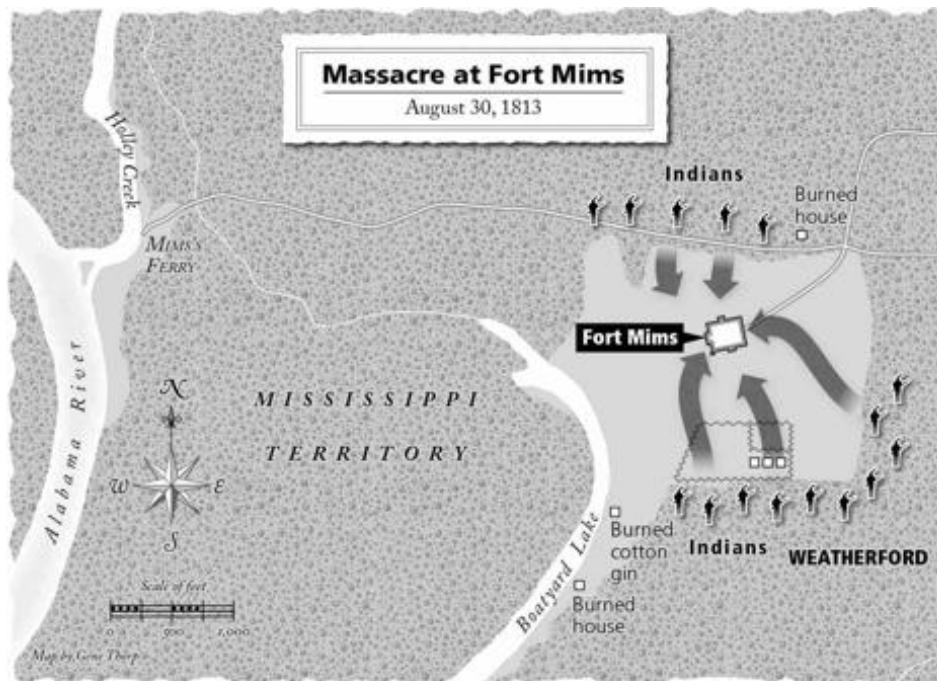 Massacre at Fort Mims
August 30, 1813
Holley Creek
Indians
Burned
house
MIMS'S
FERRY
Fort Mims
Alabama River
N
W
E
S
MISSISSIPPI
TERRITORY
Boatyard Lake
Burned
cotton
gin
Indians
WEATHERFORD
Burned
house
Scale of feet
0
500
1,000
Map by Gene Thorp